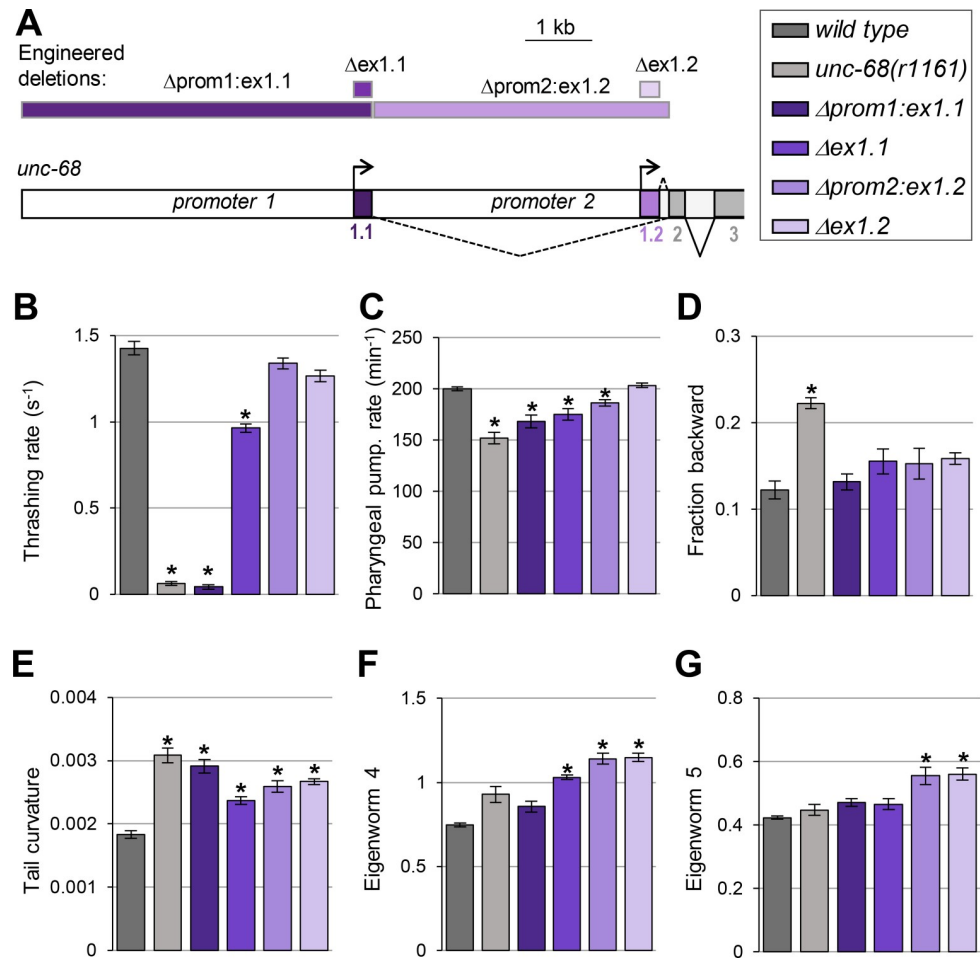 A
1 kb
Engineered
deletions:
Δprom1:ex1.1
Δex1.1
Δprom2:ex1.2
Δex1.2
unc-68
promoter 1
promoter 2
1.1
1.2
2
3
wild type
unc-68(r1161)
Δprom1:ex1.1
Δex1.1
Δprom2:ex1.2
Δex1.2
B
Thrashing rate (s⁻¹)
1.5
1
0.5
0
* * *
C
Pharyngeal pump. rate (min⁻¹)
250
200
150
100
50
0
* * * *
D
Fraction backward
0.3
0.2
0.1
0
*
E
Tail curvature
0.004
0.003
0.002
0.001
0
* * * * *
F
Eigenworm 4
1.5
1
0.5
0
* * *
G
Eigenworm 5
0.8
0.6
0.4
0.2
0
* *